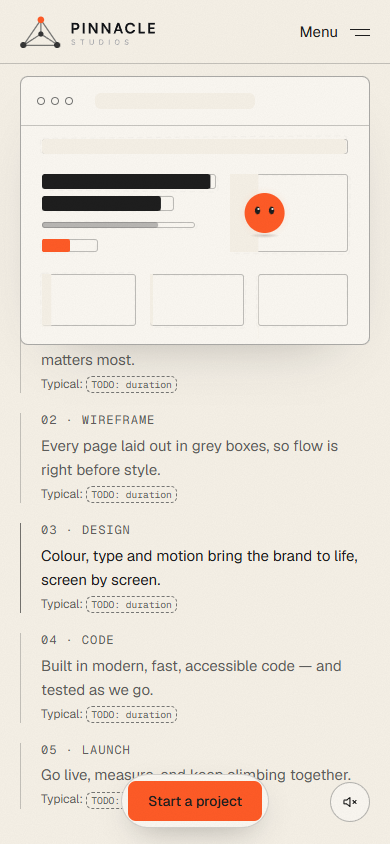 PINNACLE
STUDIOS
Menu
matters most.
Typical: TODO: duration
02 · WIREFRAME
Every page laid out in grey boxes, so flow is
right before style.
Typical: TODO: duration
03 · DESIGN
Colour, type and motion bring the brand to life,
screen by screen.
Typical: TODO: duration
04 · CODE
Built in modern, fast, accessible code — and
tested as we go.
Typical: TODO: duration
05 · LAUNCH
Go live, measure and keep climbing together.
Typical: TODO:
Start a project